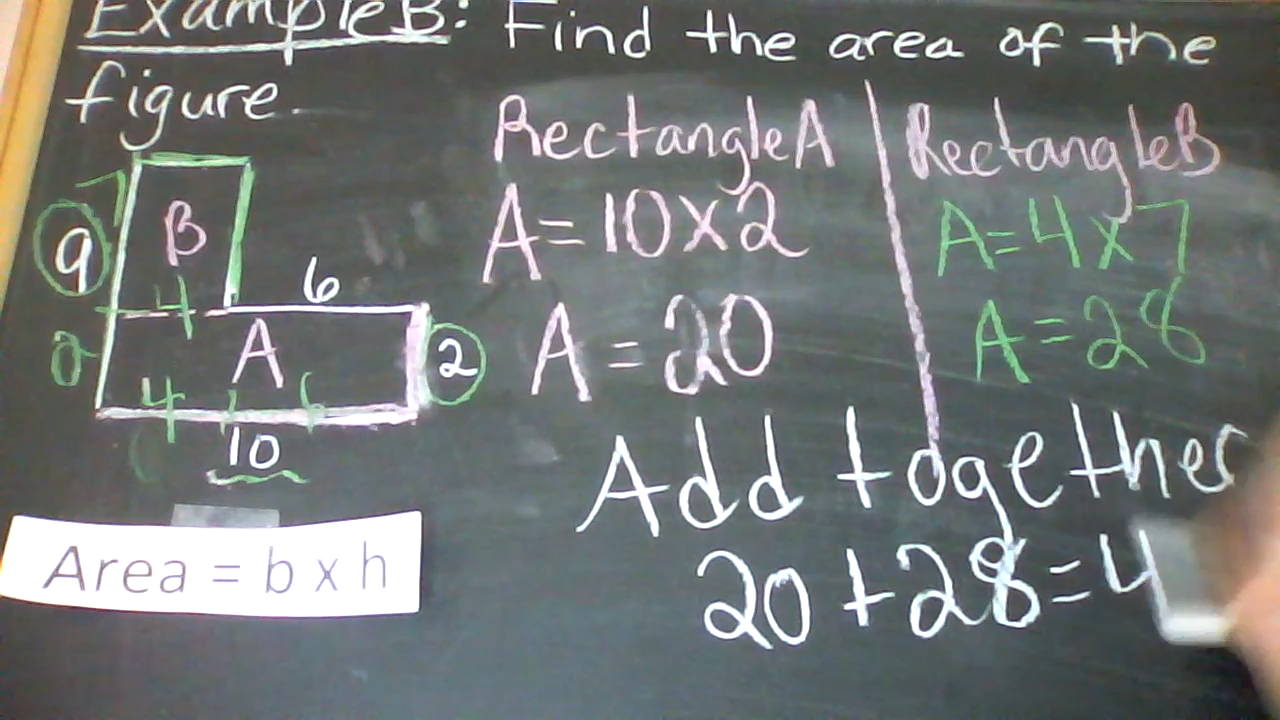 Example B: Find the area of the
figure
Rectangle A
Rectangle B
7
B
9
A = 10 x 2
A = 4 x 7
4
6
A
2
2
A = 20
A = 28
4
6
10
Add together
20 + 28 = 4
Area = b x h